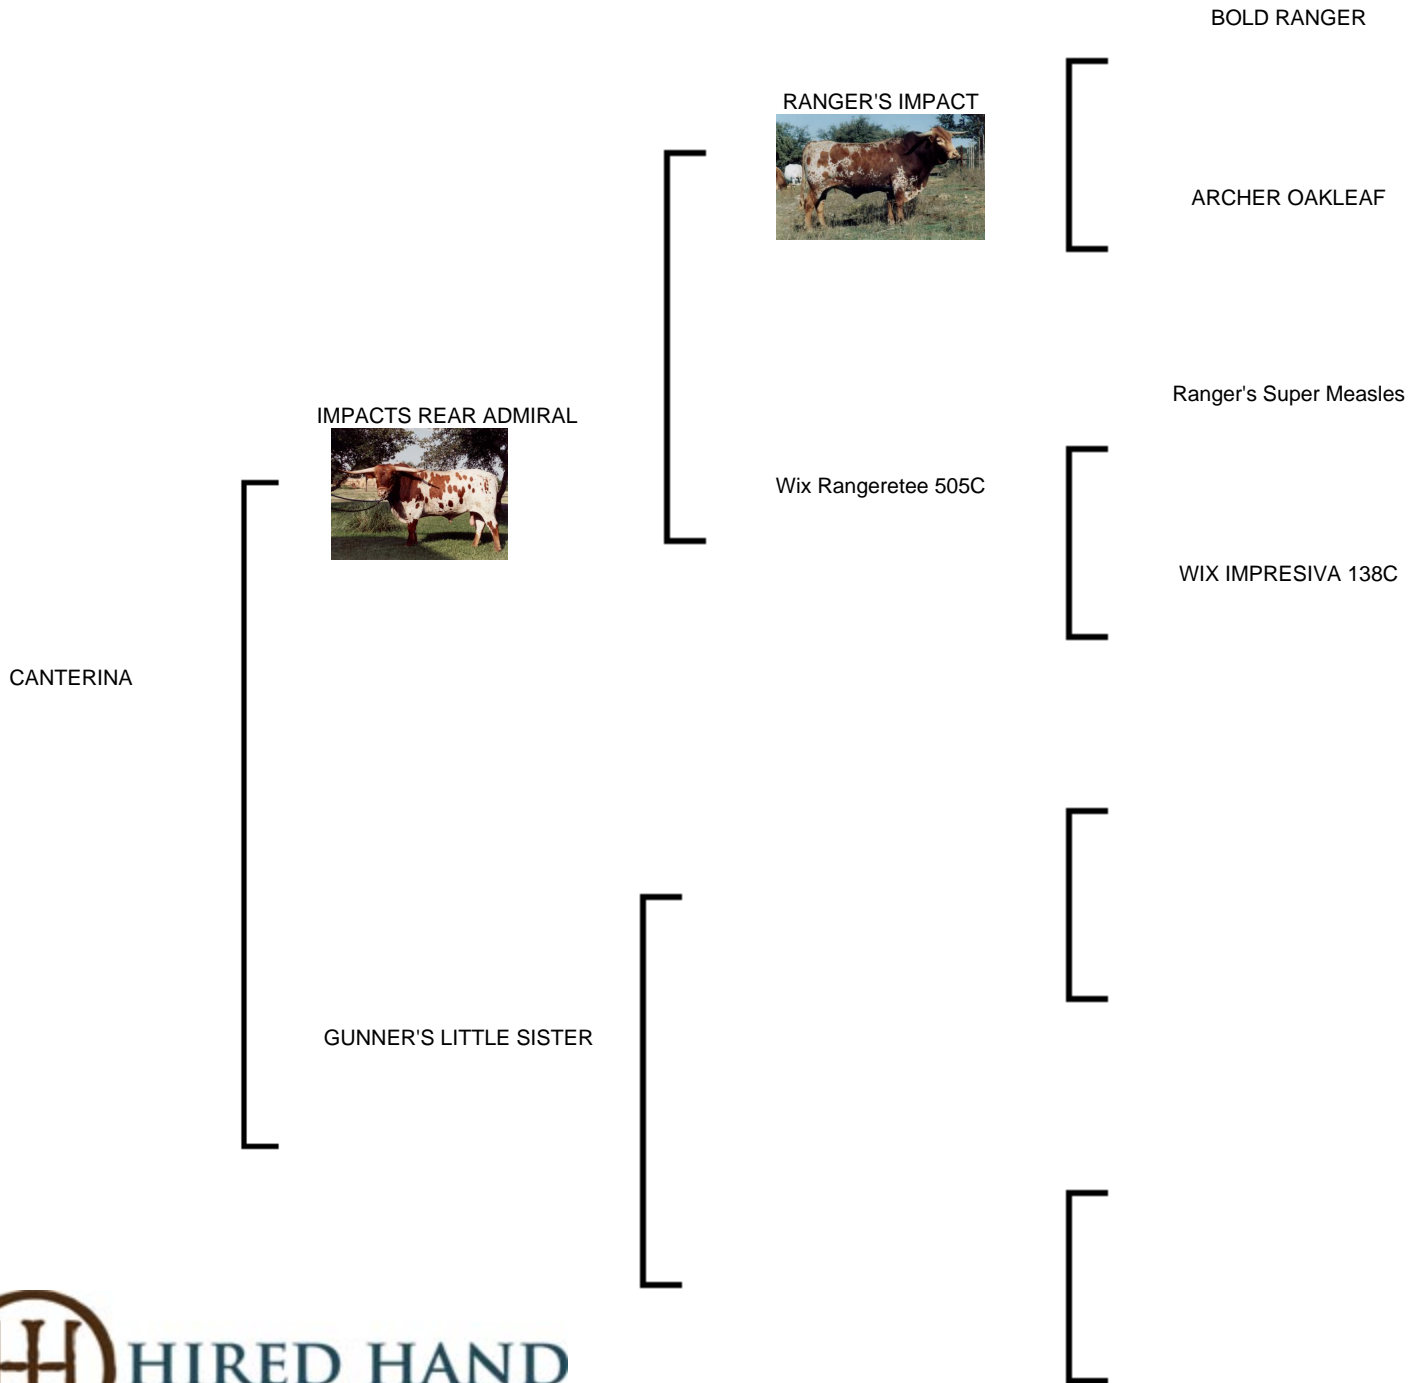 BOLD RANGER
RANGER'S IMPACT
ARCHER OAKLEAF
Ranger's Super Measles
IMPACTS REAR ADMIRAL
Wix Rangeretee 505C
WIX IMPRESIVA 138C
CANTERINA
GUNNER'S LITTLE SISTER
HIRED HAND